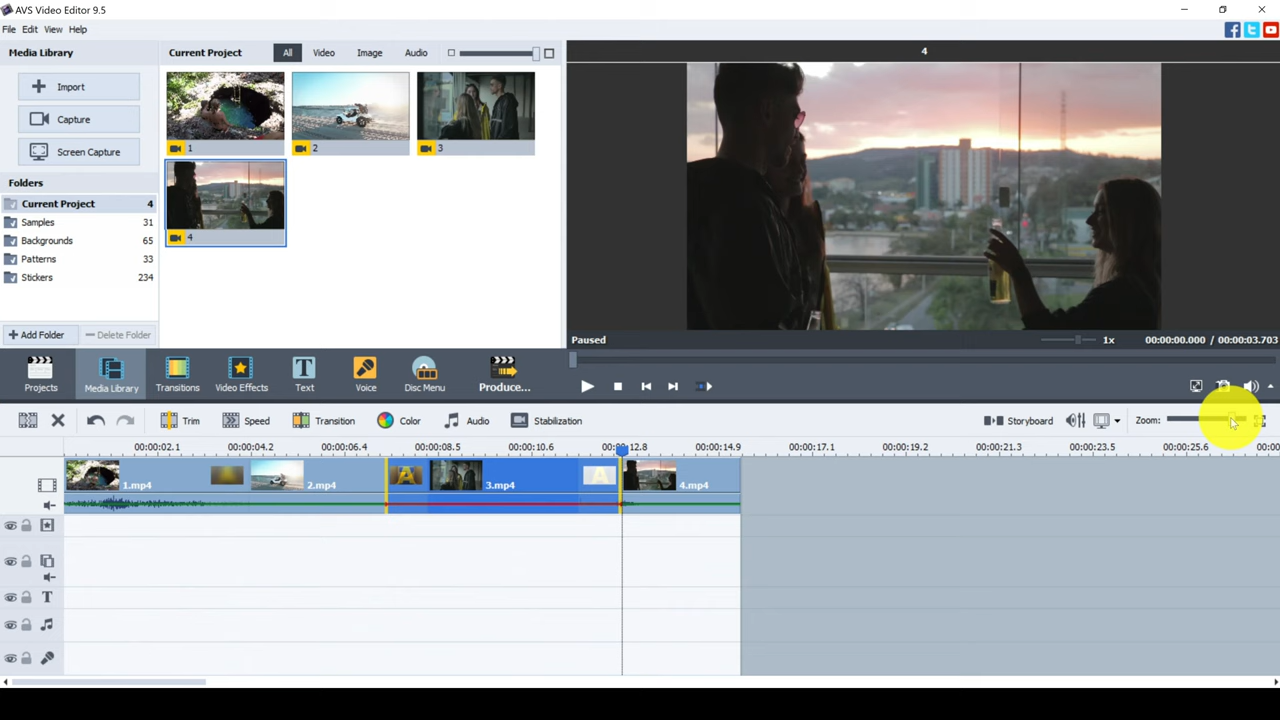 AVS Video Editor 9.5
File Edit View Help
Media Library
Current Project All Video Image Audio
4
Import
Capture
Screen Capture
1 2 3
4
Folders
Current Project 4
Samples 31
Backgrounds 65
Patterns 33
Stickers 234
Add Folder Delete Folder
Paused 1x 00:00:00.000 / 00:00:03.703
Projects Media Library Transitions Video Effects Text Voice Disc Menu Produce...
Trim Speed Transition Color Audio Stabilization Storyboard Zoom:
00:00:02.1 00:00:04.2 00:00:06.4 00:00:08.5 00:00:10.6 00:00:12.8 00:00:14.9 00:00:17.1 00:00:19.2 00:00:21.3 00:00:23.5 00:00:25.6
1.mp4 2.mp4 3.mp4 4.mp4